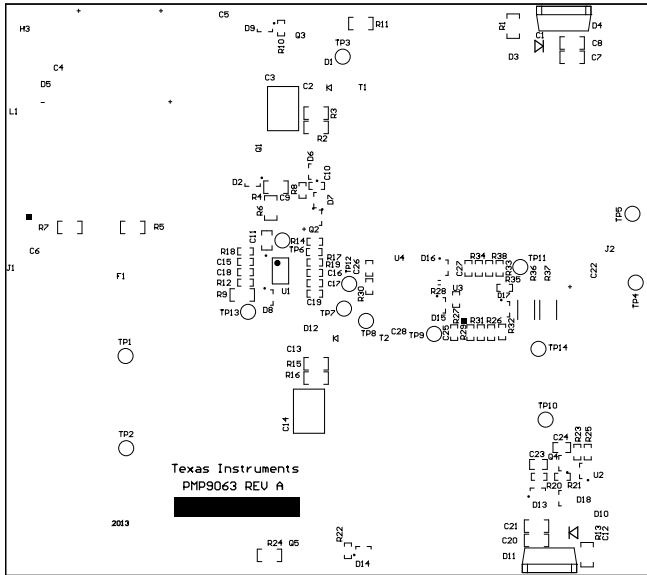 C5
H3
D9
R10
Q3
R11
R1
C1
D4
TP3
D1
D3
C8
C7
C4
D5
C3
C2
T1
L1
R3
R2
Q1
D6
D2
C10
R4
C9
R8
D7
R6
TP5
R7
R5
Q2
C11
R14
TP6
C6
R18
R17
C15
R19
C18
C16
R12
C17
TP12
C26
U4
D16
C27
R34
R38
R33
TP11
R36
R37
J2
C22
J1
F1
R9
U1
C19
R30
R28
U3
R35
D17
TP4
TP13
D8
TP7
D15
R27
D12
TP8
T2
C28
TP9
C25
R29
R31
R26
R32
TP14
TP1
C13
R15
R16
C14
TP10
TP2
C24
R23
R25
C23
Q4
U2
Texas Instruments
R20
R21
PMP9063 REV A
D13
D18
D10
2013
C21
R13
C12
C20
R24
Q5
R22
D14
D11